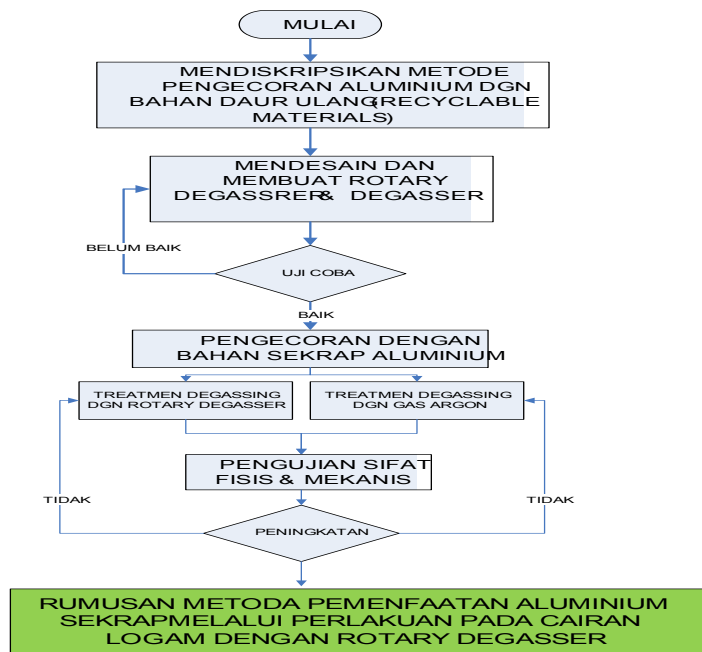 MULAI
MENDISKRIPSIKAN METODE
PENGECORAN ALUMINIUM DGN
BAHAN DAUR ULANG(RECYCLABLE
MATERIALS)
MENDESAIN DAN
MEMBUAT ROTARY
DEGASSRER& DEGASSER
BELUM BAIK
UJI COBA
BAIK
PENGECORAN DENGAN
BAHAN SEKRAP ALUMINIUM
TREATMEN DEGASSING
DGN ROTARY DEGASSER
TREATMEN DEGASSING
DGN GAS ARGON
PENGUJIAN SIFAT
FISIS & MEKANIS
TIDAK
TIDAK
PENINGKATAN
RUMUSAN METODA PEMENFAATAN ALUMINIUM
SEKRAPMELALUI PERLAKUAN PADA CAIRAN
LOGAM DENGAN ROTARY DEGASSER